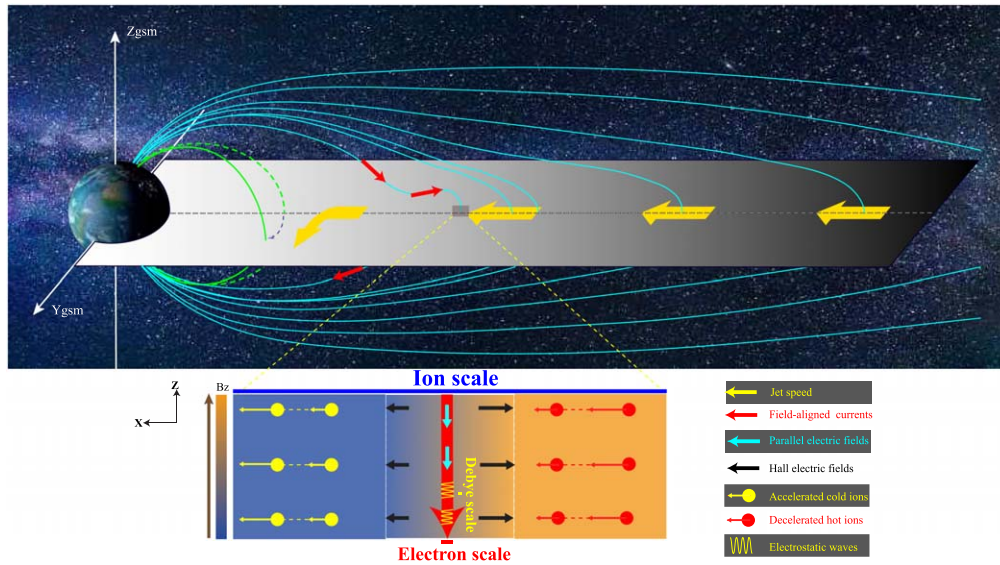 Zgsm
Ygsm
Ion scale
Z
X
Bz
Debye scale
Electron scale
Jet speed
Field-aligned currents
Parallel electric fields
Hall electric fields
Accelerated cold ions
Decelerated hot ions
Electrostatic waves